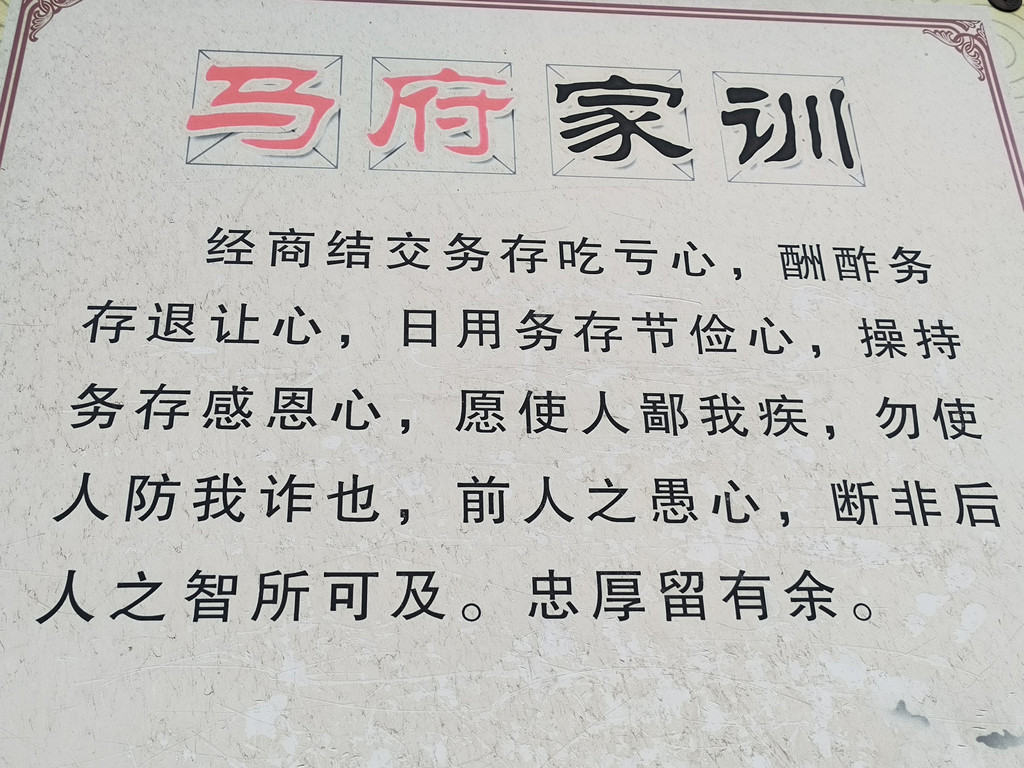 马府家训
经商结交务存吃亏心，酬酢务
存退让心，日用务存节俭心，操持
务存感恩心，愿使人鄙我疾，勿使
人防我诈也，前人之愚心，断非后
人之智所可及。忠厚留有余。